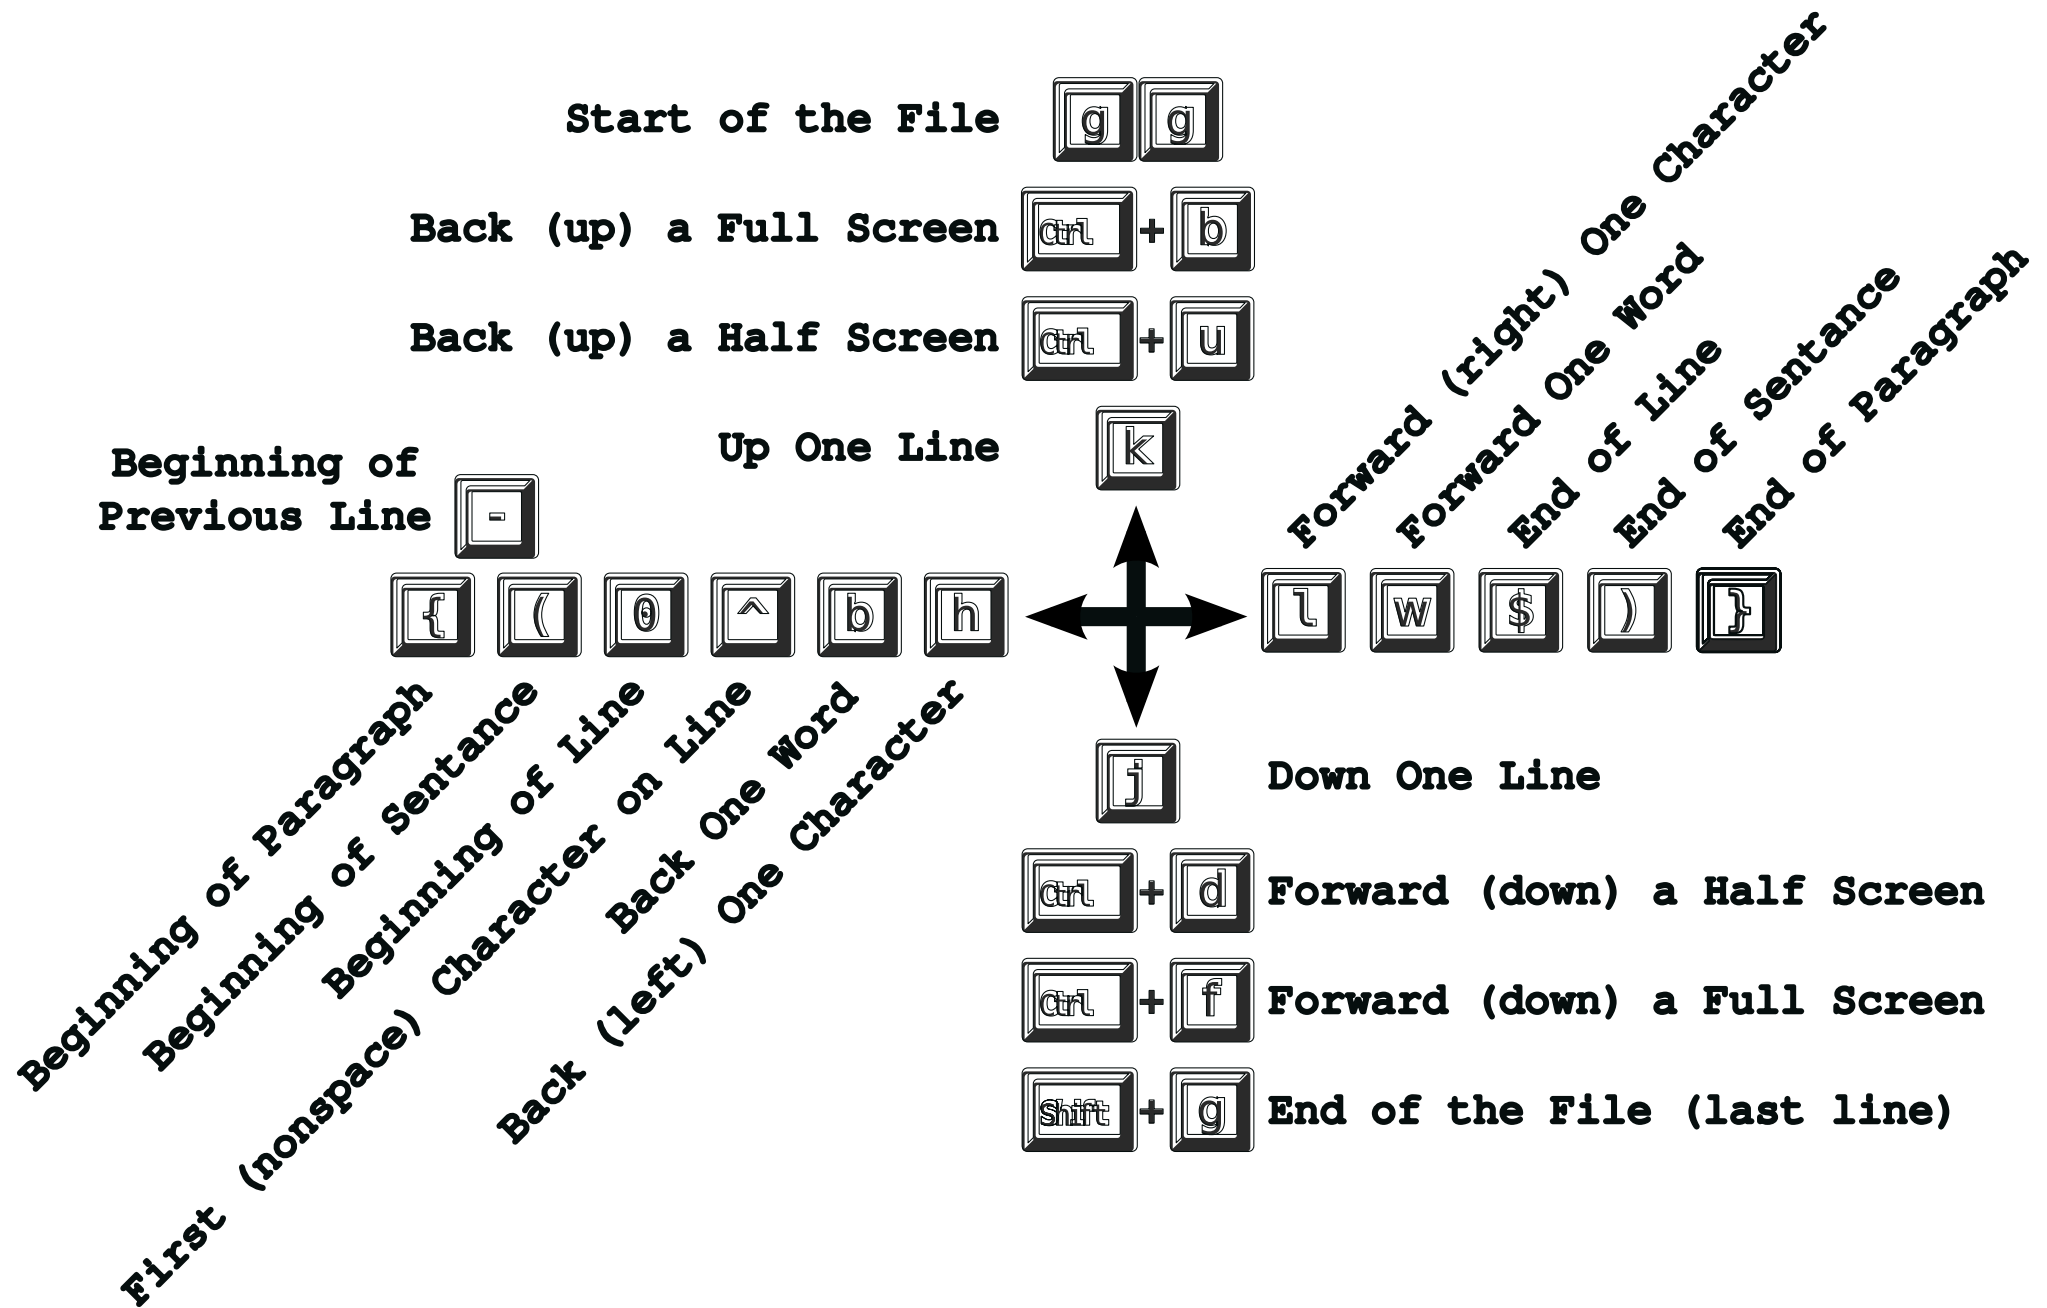 Start of the File g g
Back (up) a Full Screen Ctrl + b
Back (up) a Half Screen Ctrl + u
Up One Line k
Beginning of
Previous Line -
{ ( 0 ^ b h
Beginning of Paragraph
Beginning of Sentance
Beginning of Line
First (nonspace) Character on Line
Back One Word
Back (left) One Character
Forward (right) One Character
Forward One Word
End of Line
End of Sentance
End of Paragraph
l w $ ) }
j Down One Line
Ctrl + d Forward (down) a Half Screen
Ctrl + f Forward (down) a Full Screen
Shift + g End of the File (last line)